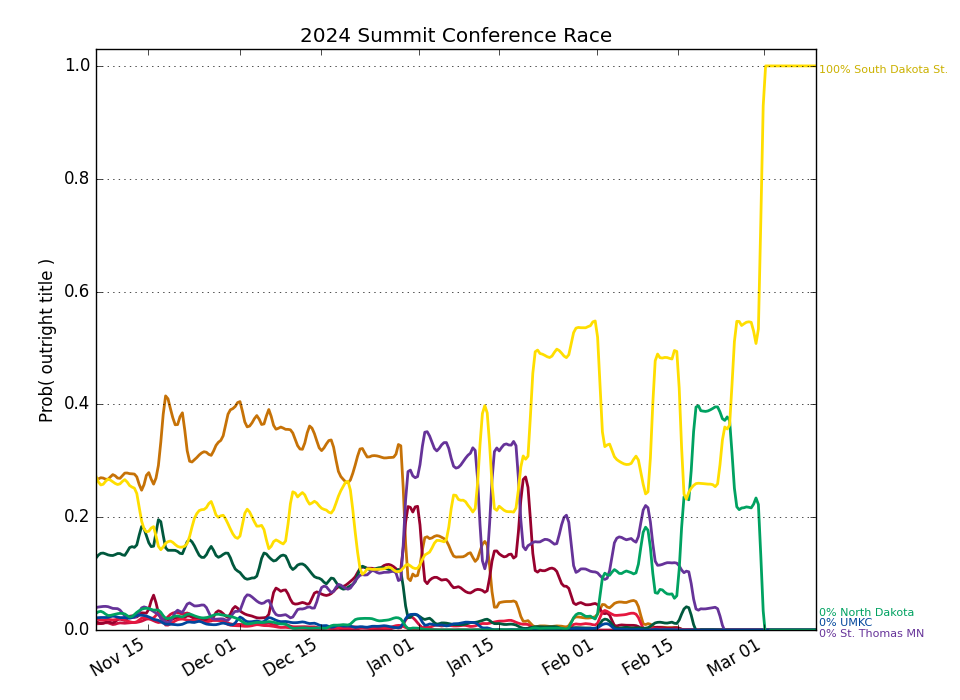 2024 Summit Conference Race
1.0
100% South Dakota St.
0.8
Prob( outright title )
0.6
0.4
0.2
0.0
0% North Dakota
0% UMKC
0% St. Thomas MN
Nov 15
Dec 01
Dec 15
Jan 01
Jan 15
Feb 01
Feb 15
Mar 01